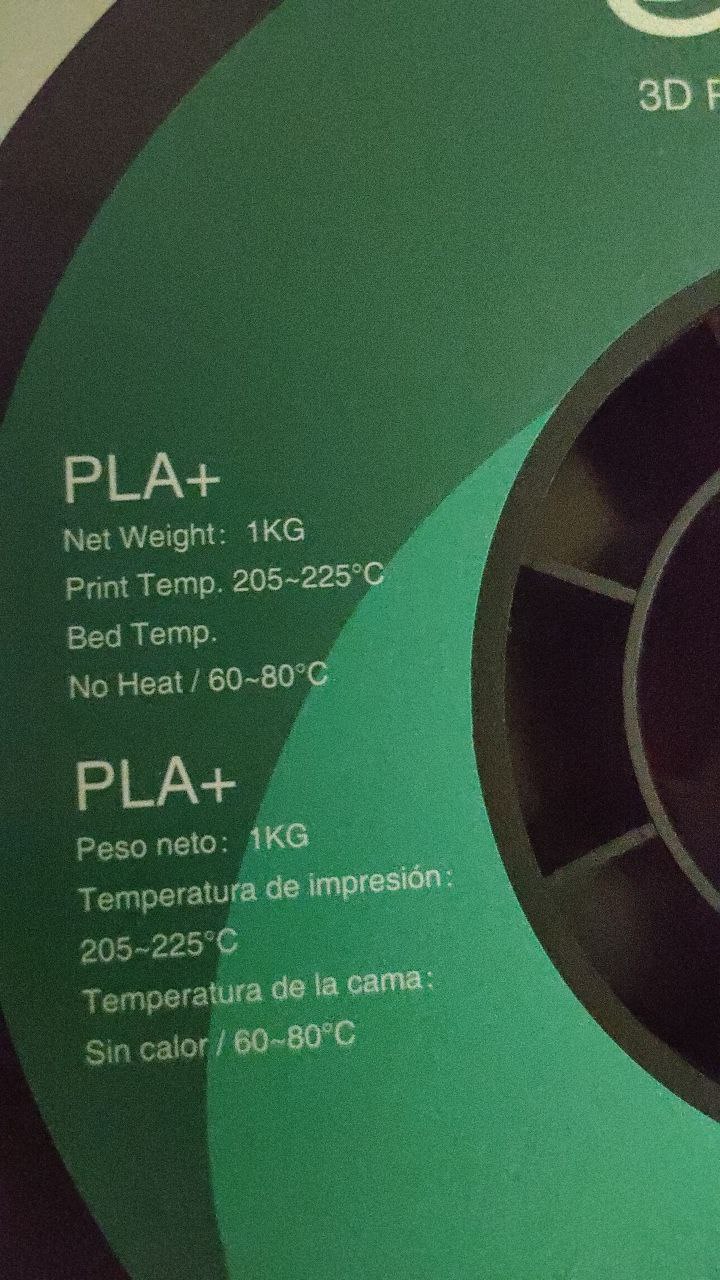 3D
PLA+
Net Weight: 1KG
Print Temp. 205~225°C
Bed Temp.
No Heat / 60~80°C
PLA+
Peso neto: 1KG
Temperatura de impresión:
205~225°C
Temperatura de la cama:
Sin calor / 60~80°C